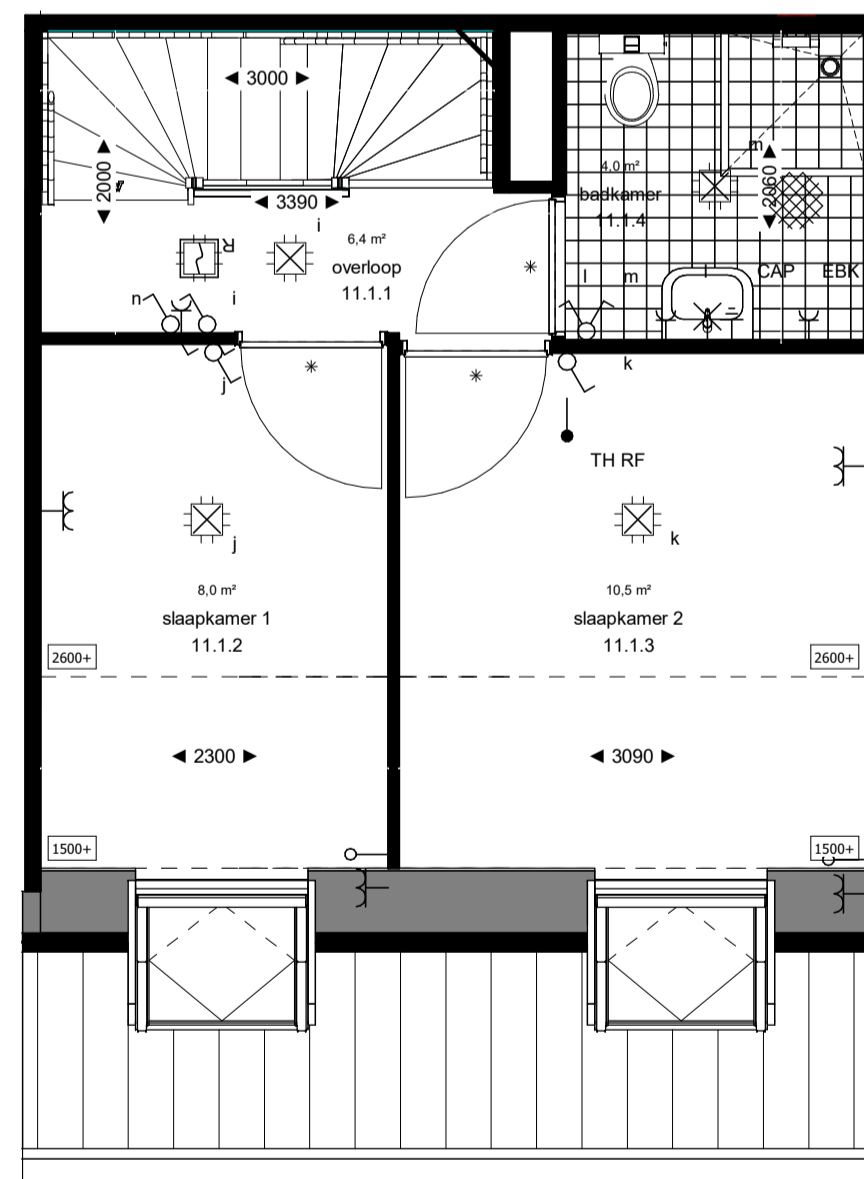 3000
2000
3390
i
6,4 m²
overloop
11.1.1
R
n
i
j
4,0 m²
badkamer
11.1.4
m
2060
l
m
CAP
EBK
k
TH RF
j
k
8,0 m²
slaapkamer 1
11.1.2
10,5 m²
slaapkamer 2
11.1.3
2600+
2600+
2300
3090
1500+
1500+